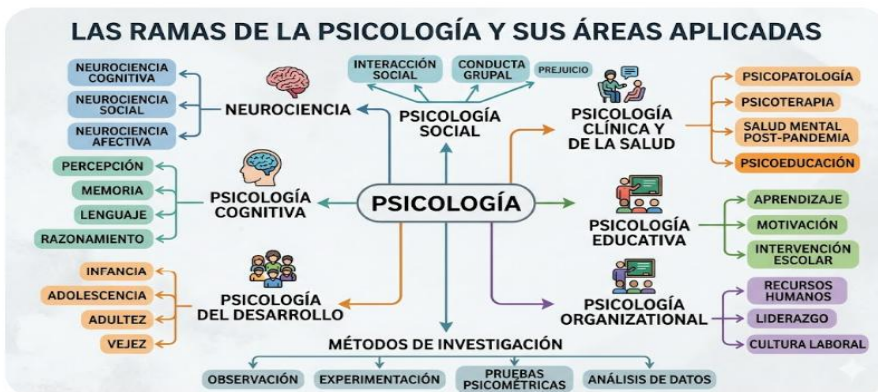 LAS RAMAS DE LA PSICOLOGÍA Y SUS ÁREAS APLICADAS
NEUROCIENCIA
COGNITIVA
NEUROCIENCIA
SOCIAL
NEUROCIENCIA
AFECTIVA
NEUROCIENCIA
INTERACCIÓN
SOCIAL
CONDUCTA
GRUPAL
PREJUICIO
PSICOLOGÍA
SOCIAL
PSICOLOGÍA
CLÍNICA Y
DE LA SALUD
PSICOPATOLOGÍA
PSICOTERAPIA
SALUD MENTAL
POST-PANDEMIA
PSICOEDUCACIÓN
PERCEPCIÓN
MEMORIA
LENGUAJE
RAZONAMIENTO
PSICOLOGÍA
COGNITIVA
PSICOLOGÍA
PSICOLOGÍA
EDUCATIVA
APRENDIZAJE
MOTIVACIÓN
INTERVENCIÓN
ESCOLAR
INFANCIA
ADOLESCENCIA
ADULTEZ
VEJEZ
PSICOLOGÍA
DEL DESARROLLO
PSICOLOGÍA
ORGANIZACIONAL
RECURSOS
HUMANOS
LIDERAZGO
CULTURA LABORAL
MÉTODOS DE INVESTIGACIÓN
OBSERVACIÓN
EXPERIMENTACIÓN
PRUEBAS
PSICOMÉTRICAS
ANÁLISIS DE DATOS